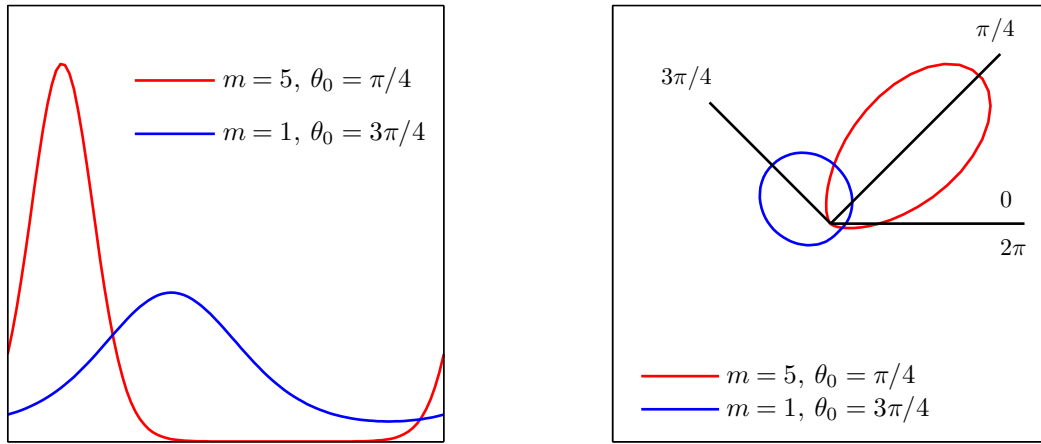 m = 5, θ₀ = π/4
m = 1, θ₀ = 3π/4
π/4
3π/4
0
2π
m = 5, θ₀ = π/4
m = 1, θ₀ = 3π/4